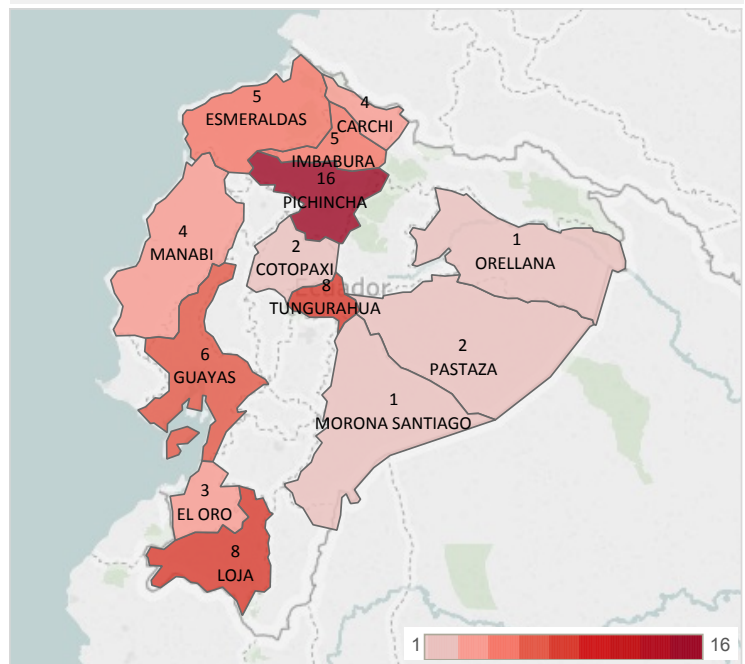 5
ESMERALDAS
4
CARCHI
5
IMBABURA
16
PICHINCHA
4
MANABI
2
COTOPAXI
1
ORELLANA
Ecuador
8
TUNGURAHUA
6
GUAYAS
2
PASTAZA
1
MORONA SANTIAGO
3
EL ORO
8
LOJA
1 16